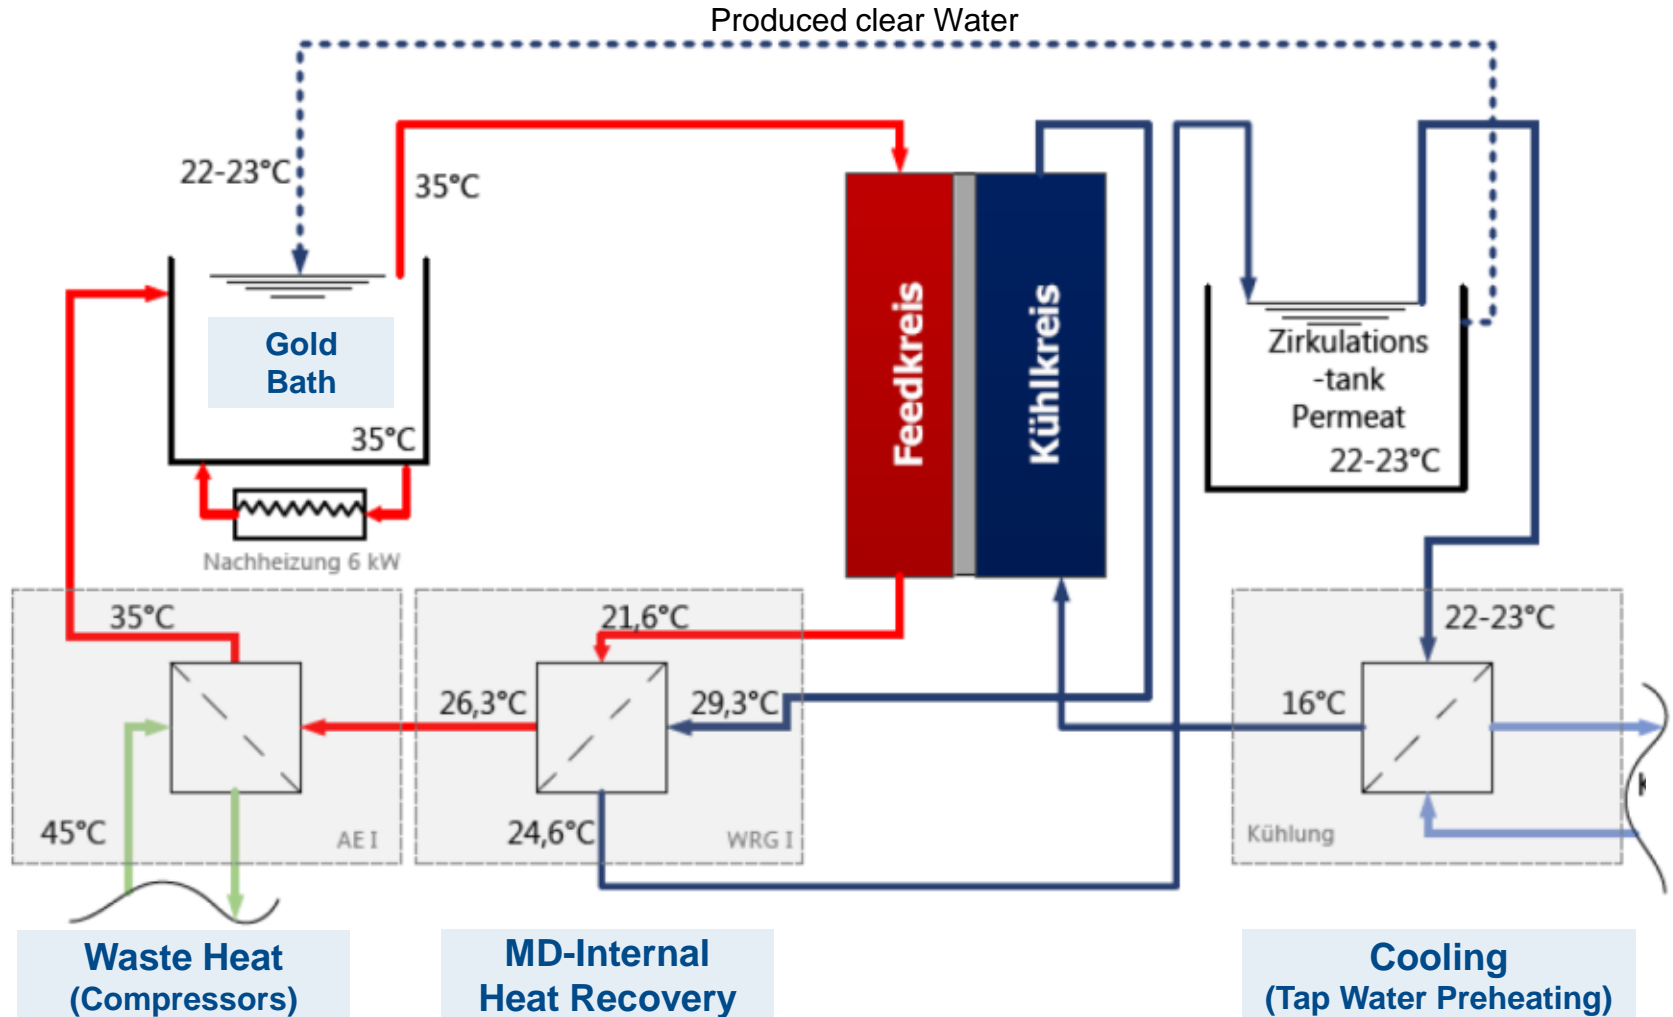 Produced clear Water
22-23°C
35°C
Gold
Bath
35°C
Nachheizung 6 kW
Feedkreis
Kühlkreis
Zirkulations
-tank
Permeat
22-23°C
35°C
45°C
AE I
21,6°C
26,3°C
29,3°C
24,6°C
WRG I
22-23°C
16°C
Kühlung
Waste Heat
(Compressors)
MD-Internal
Heat Recovery
Cooling
(Tap Water Preheating)